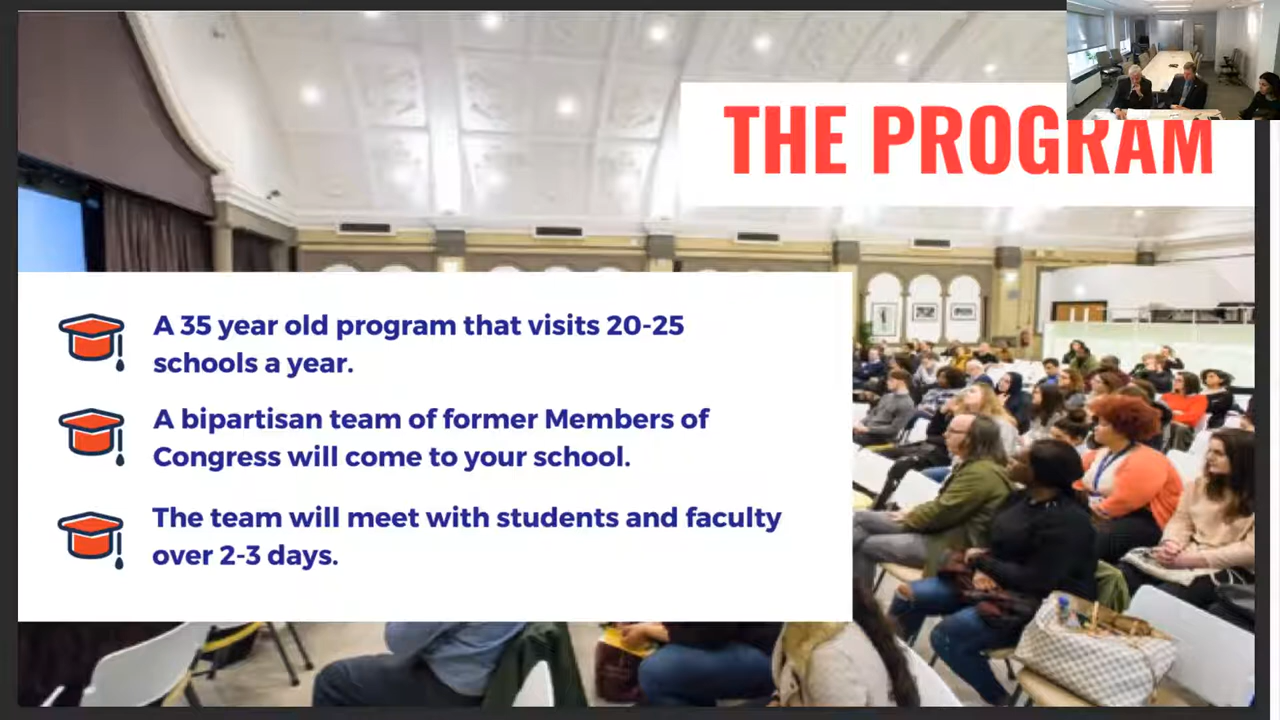 THE PROGRAM
A 35 year old program that visits 20-25
schools a year.
A bipartisan team of former Members of
Congress will come to your school.
The team will meet with students and faculty
over 2-3 days.